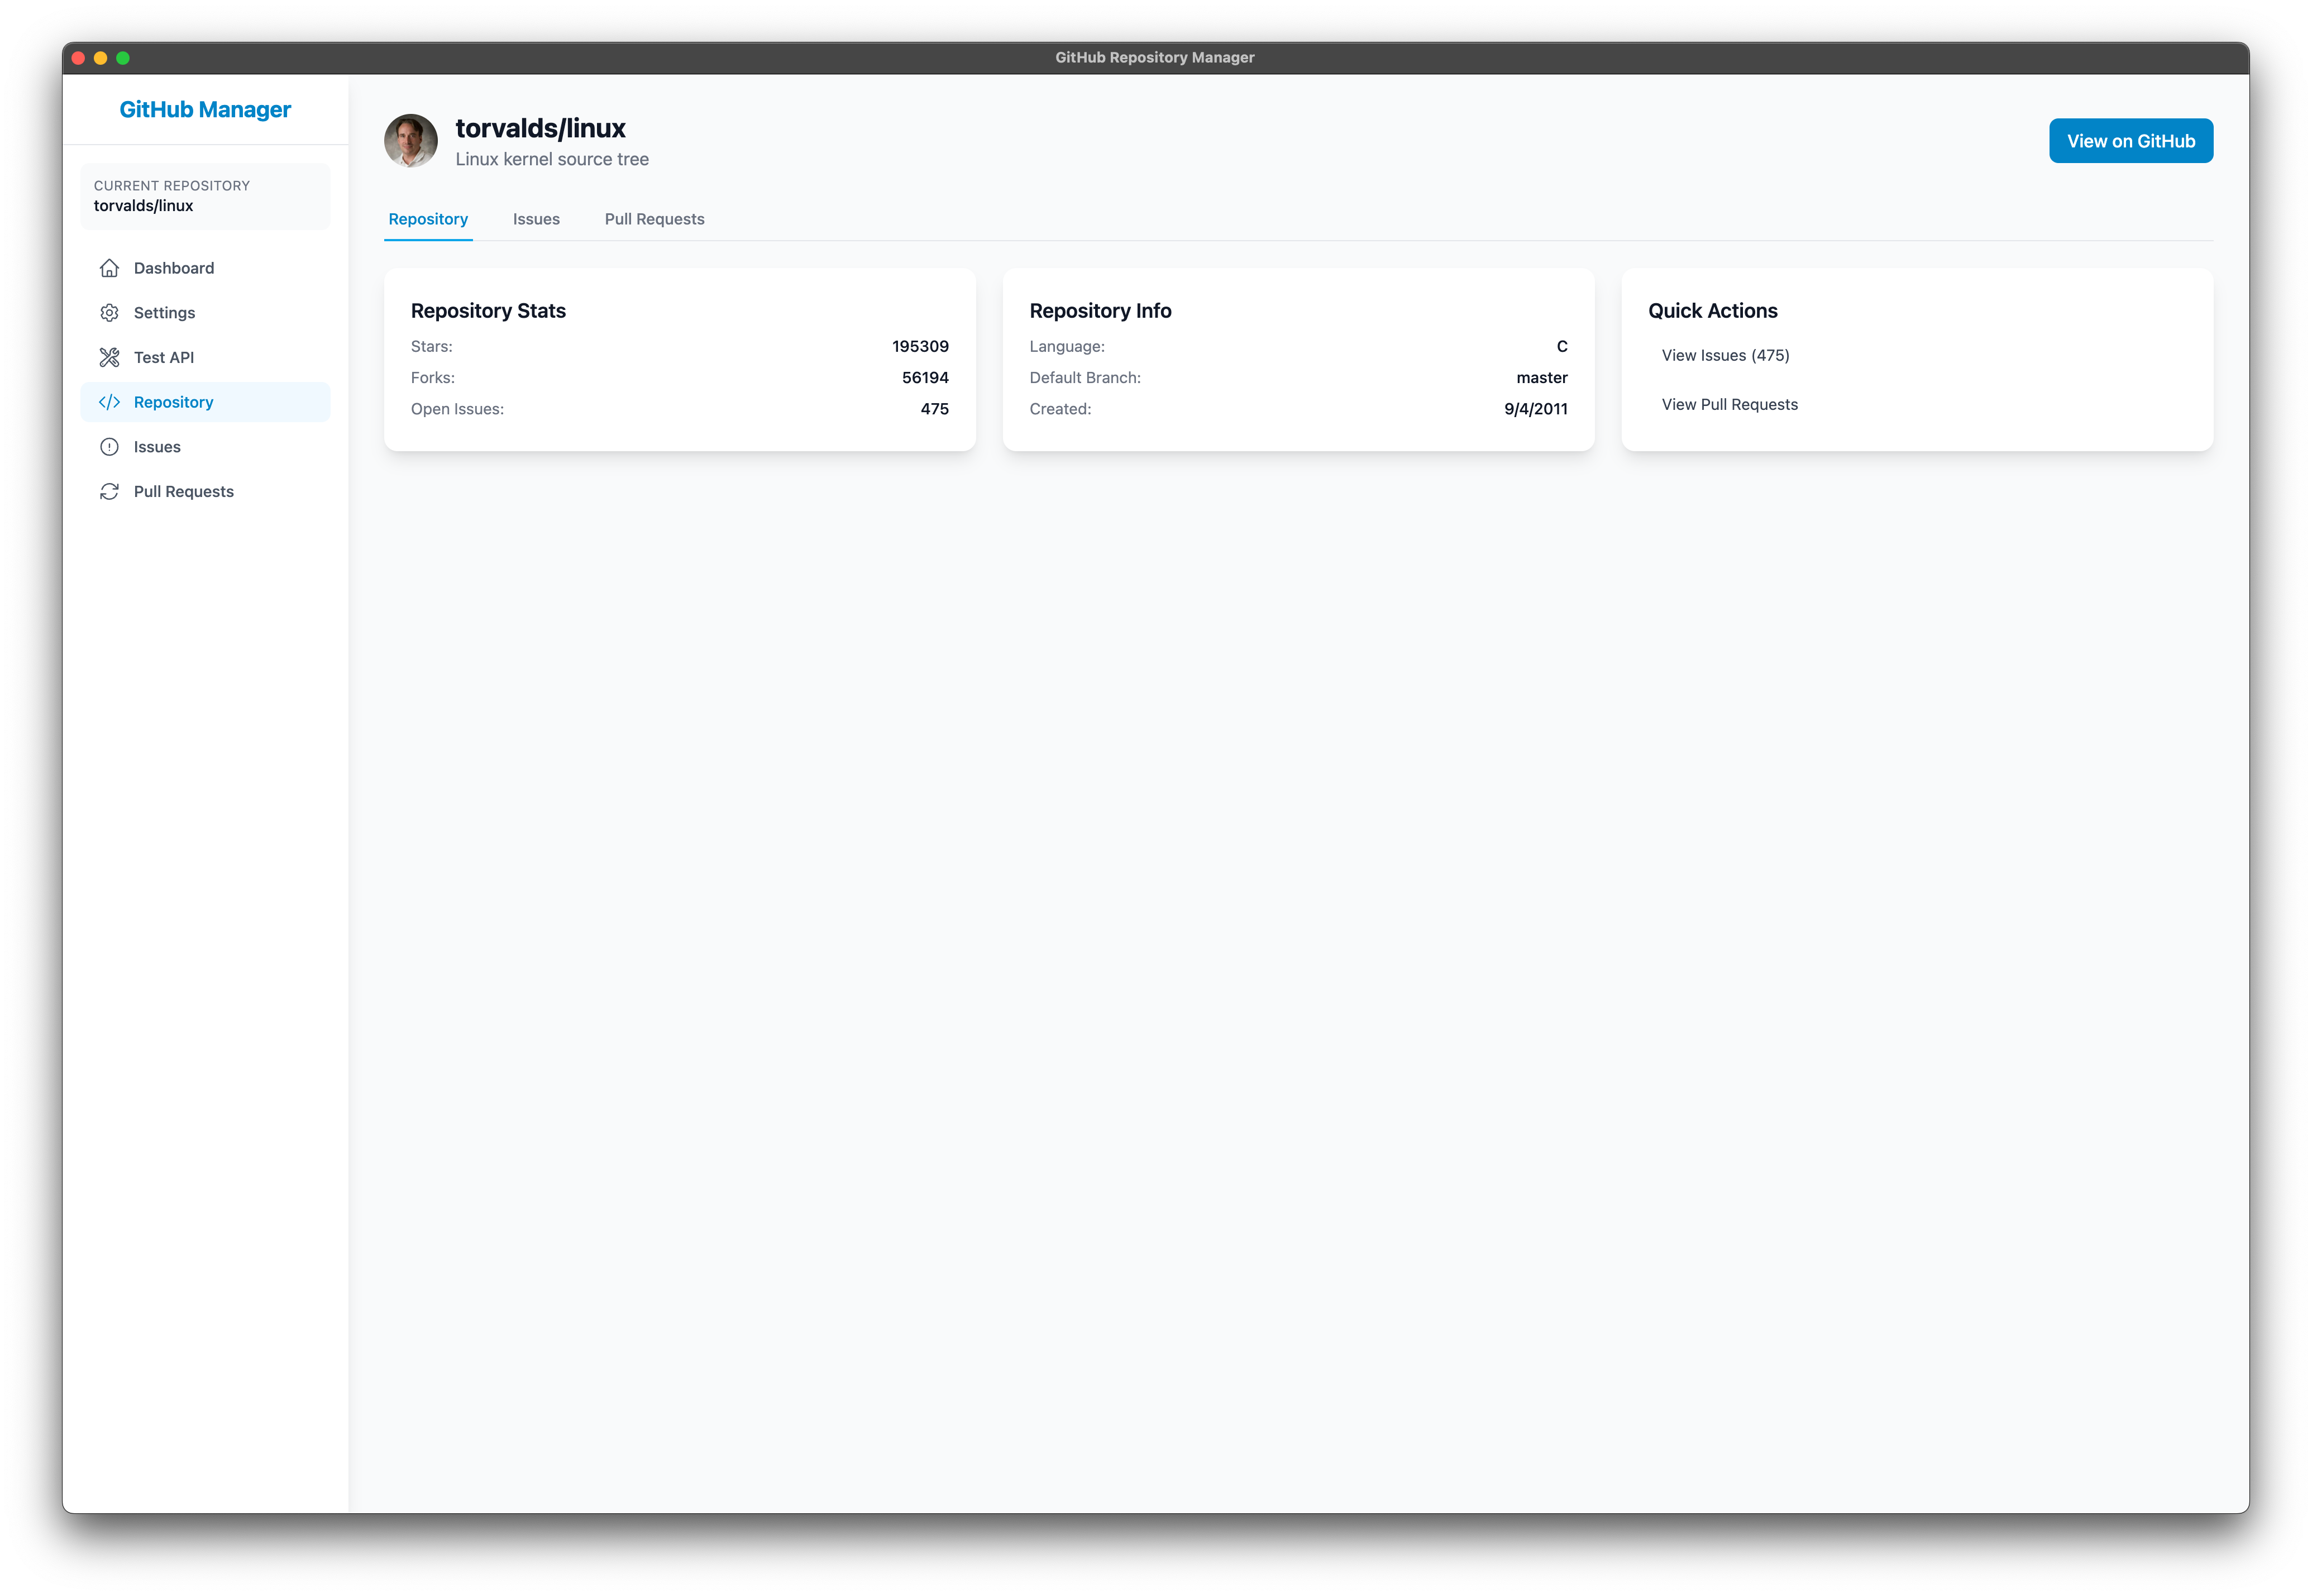 GitHub Repository Manager
GitHub Manager
CURRENT REPOSITORY
torvalds/linux
Dashboard
Settings
Test API
Repository
Issues
Pull Requests
torvalds/linux
Linux kernel source tree
View on GitHub
Repository Issues Pull Requests
Repository Stats
Stars: 195309
Forks: 56194
Open Issues: 475
Repository Info
Language: C
Default Branch: master
Created: 9/4/2011
Quick Actions
View Issues (475)
View Pull Requests